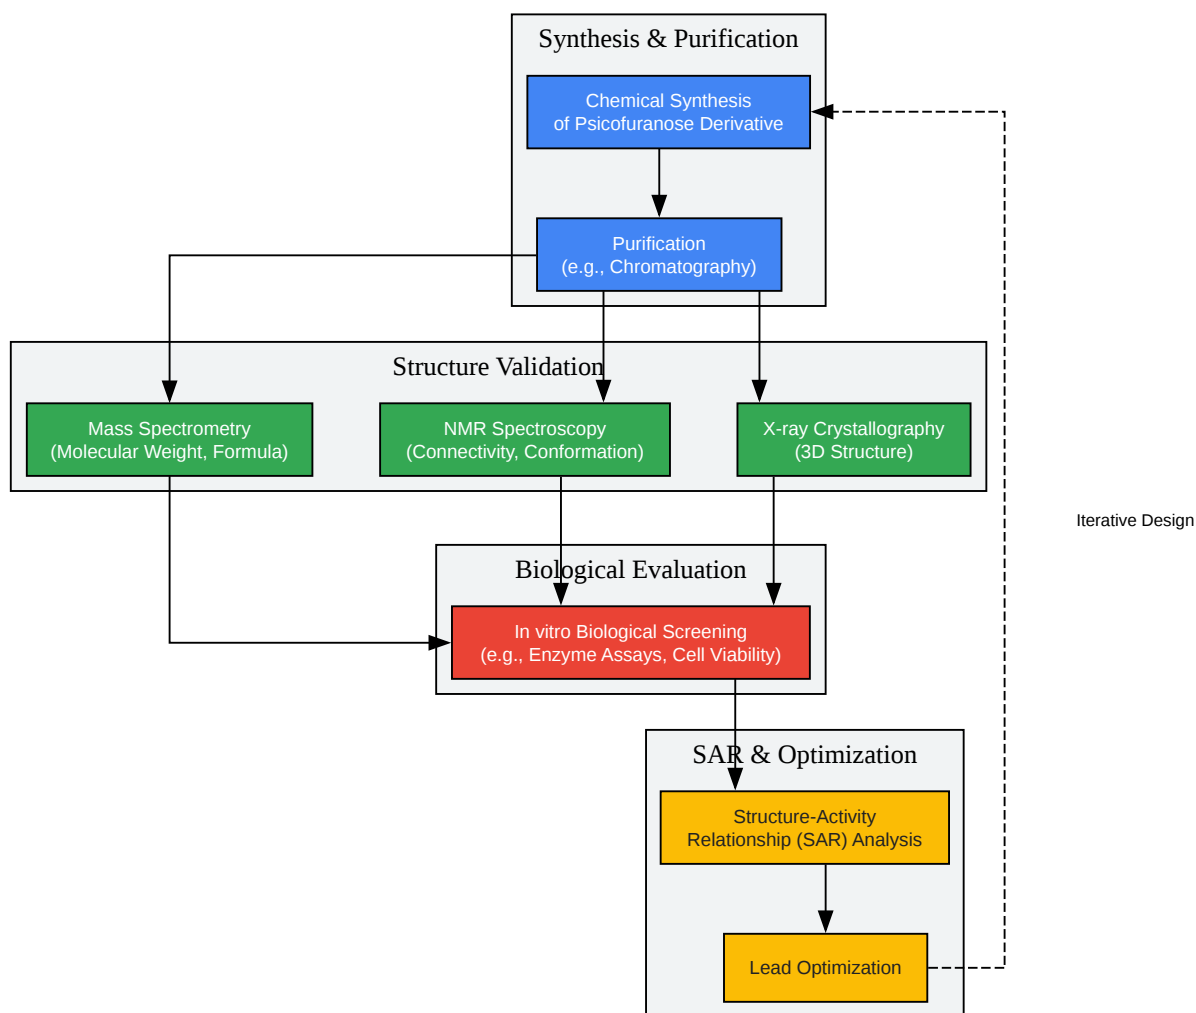 Synthesis & Purification
Chemical Synthesis
of Psicofuranose Derivative
Purification
(e.g., Chromatography)
Structure Validation
Mass Spectrometry
(Molecular Weight, Formula)
NMR Spectroscopy
(Connectivity, Conformation)
X-ray Crystallography
(3D Structure)
Iterative Design
Biological Evaluation
In vitro Biological Screening
(e.g., Enzyme Assays, Cell Viability)
SAR & Optimization
Structure-Activity
Relationship (SAR) Analysis
Lead Optimization